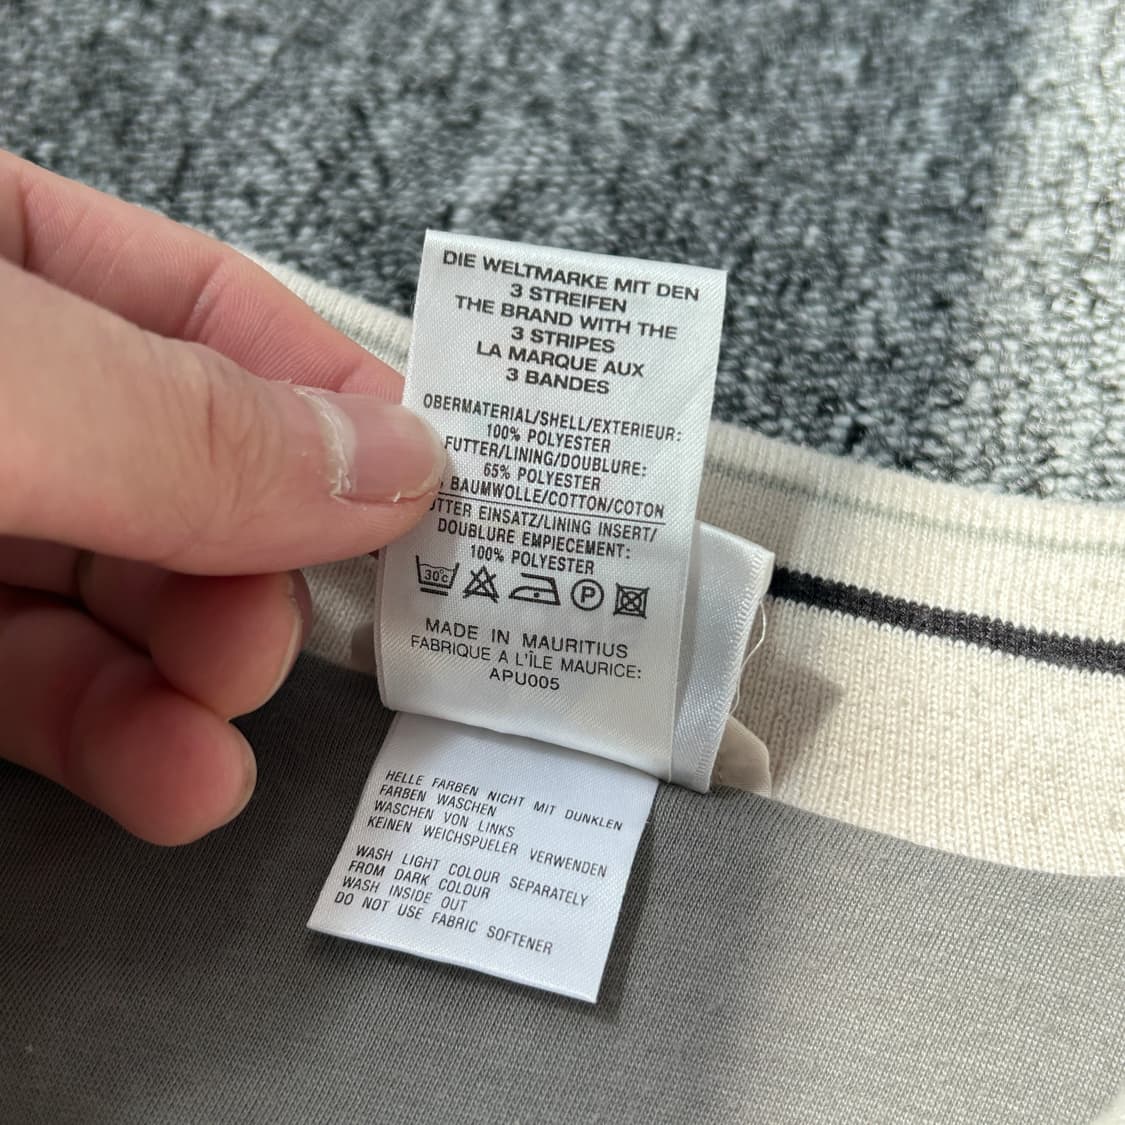 DIE WELTMARKE MIT DEN
3 STREIFEN
THE BRAND WITH THE
3 STRIPES
LA MARQUE AUX
3 BANDES
OBERMATERIAL/SHELL/EXTERIEUR:
100% POLYESTER
FUTTER/LINING/DOUBLURE:
65% POLYESTER
BAUMWOLLE/COTTON/COTON
EINSATZ/LINING INSERT/
DOUBLURE EMPIECEMENT:
100% POLYESTER
30°c P
MADE IN MAURITIUS
FABRIQUE A L'ÎLE MAURICE:
APU005
HELLE FARBEN NICHT MIT DUNKLEN
FARBEN WASCHEN
WASCHEN VON LINKS
KEINEN WEICHSPUELER VERWENDEN
WASH LIGHT COLOUR SEPARATELY
FROM DARK COLOUR
WASH INSIDE OUT
DO NOT USE FABRIC SOFTENER